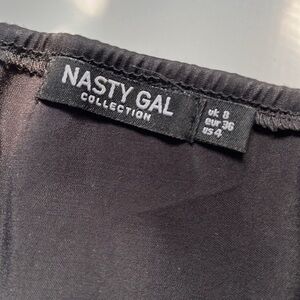 NASTY GAL
COLLECTION
uk 8
eur 36
us 4